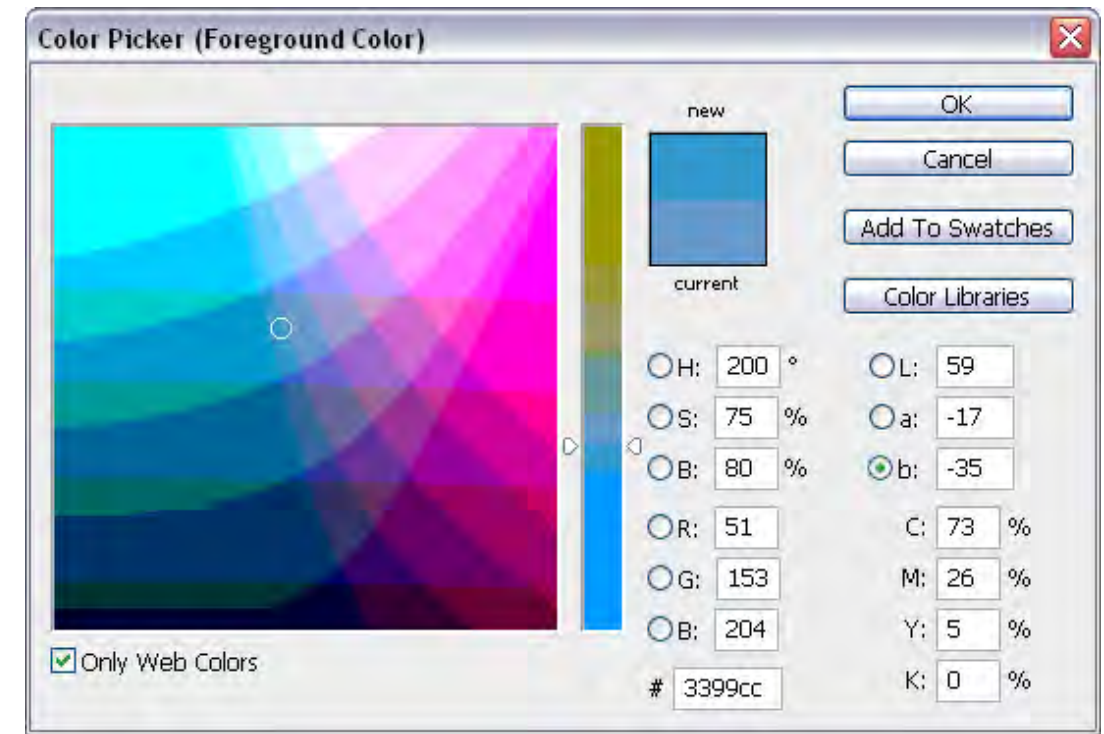 Color Picker (Foreground Color)
new
current
OK
Cancel
Add To Swatches
Color Libraries
H: 200 °
S: 75 %
B: 80 %
R: 51
G: 153
B: 204
# 3399cc
L: 59
a: -17
b: -35
C: 73 %
M: 26 %
Y: 5 %
K: 0 %
Only Web Colors